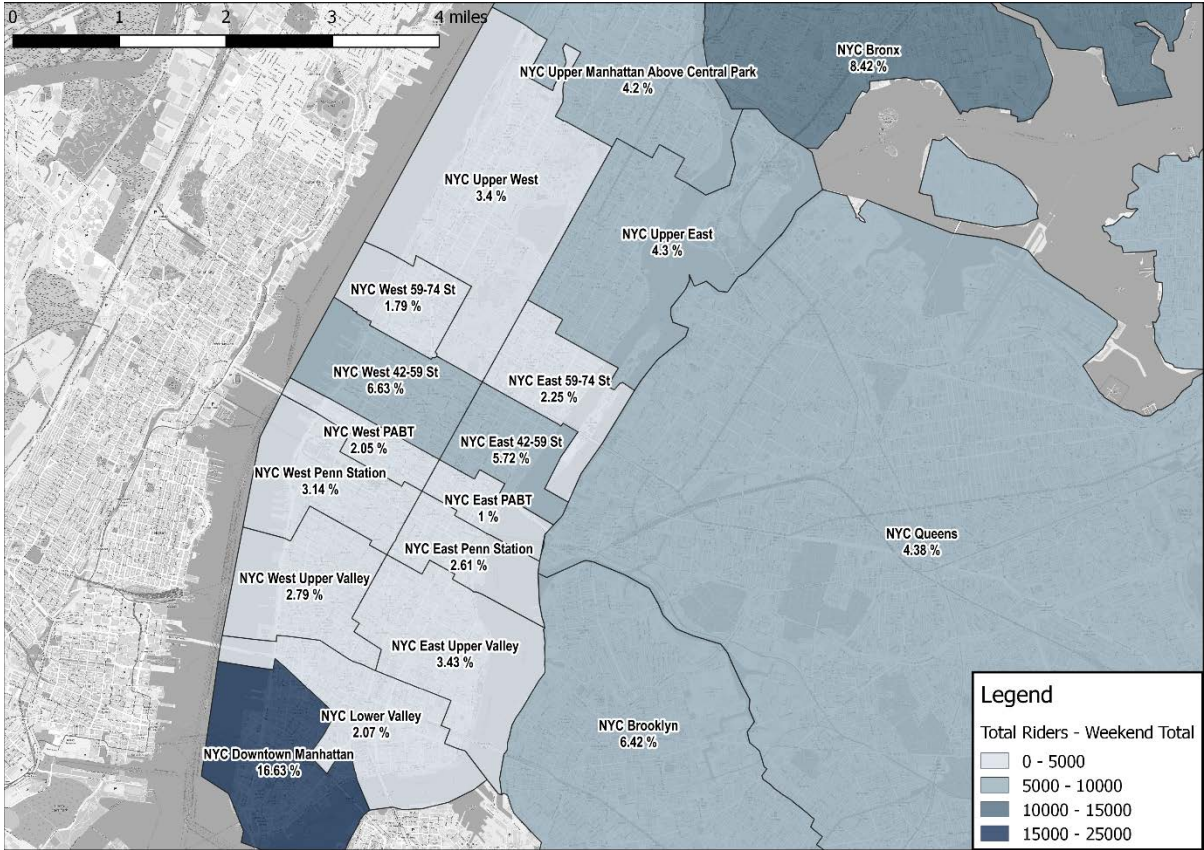 0 1 2 3 4 miles
NYC Bronx
8.42 %
NYC Upper Manhattan Above Central Park
4.2 %
NYC Upper West
3.4 %
NYC Upper East
4.3 %
NYC West 59-74 St
1.79 %
NYC West 42-59 St
6.63 %
NYC East 59-74 St
2.25 %
NYC West PABT
2.05 %
NYC East 42-59 St
5.72 %
NYC West Penn Station
3.14 %
NYC East PABT
1 %
NYC East Penn Station
2.61 %
NYC Queens
4.38 %
NYC West Upper Valley
2.79 %
NYC East Upper Valley
3.43 %
NYC Lower Valley
2.07 %
NYC Brooklyn
6.42 %
NYC Downtown Manhattan
16.63 %
Legend
Total Riders - Weekend Total
0 - 5000
5000 - 10000
10000 - 15000
15000 - 25000